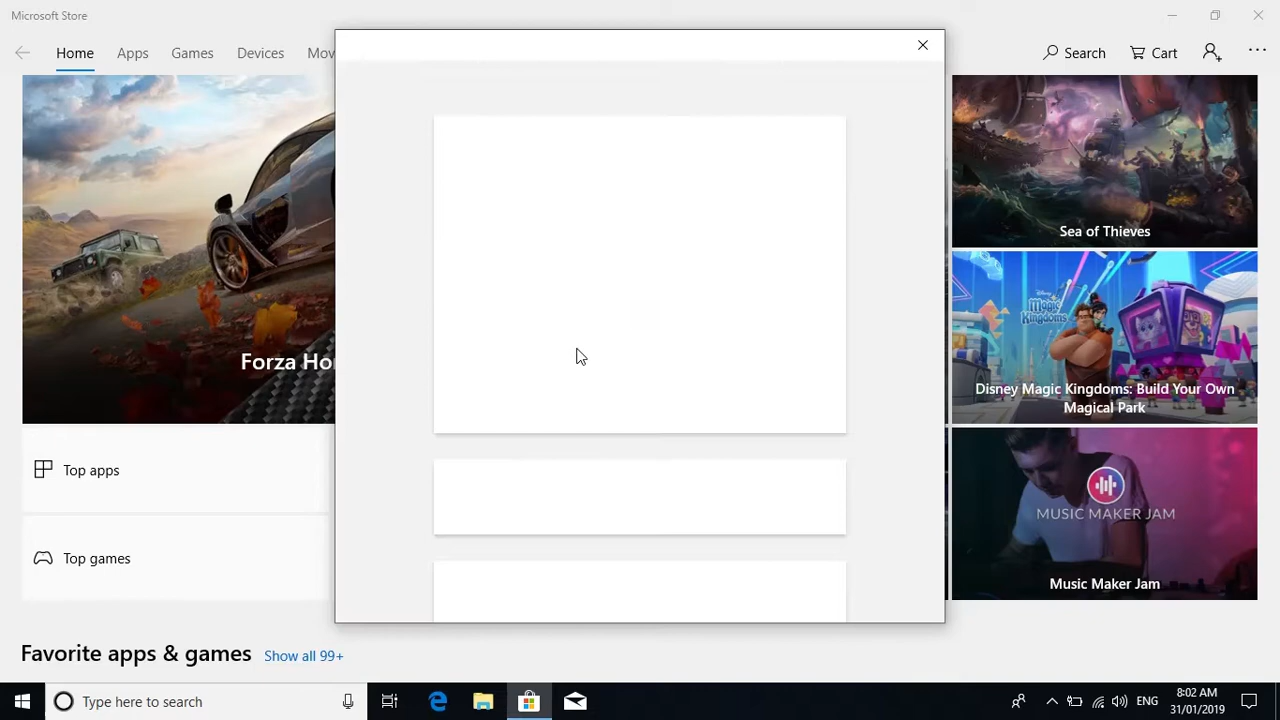 Microsoft Store
Home
Apps
Games
Devices
Mov
Search
Cart
Forza Ho
Sea of Thieves
Magic Kingdoms
Disney Magic Kingdoms: Build Your Own
Magical Park
Top apps
MUSIC MAKER JAM
Top games
Music Maker Jam
Favorite apps & games
Show all 99+
Type here to search
ENG
8:02 AM
31/01/2019